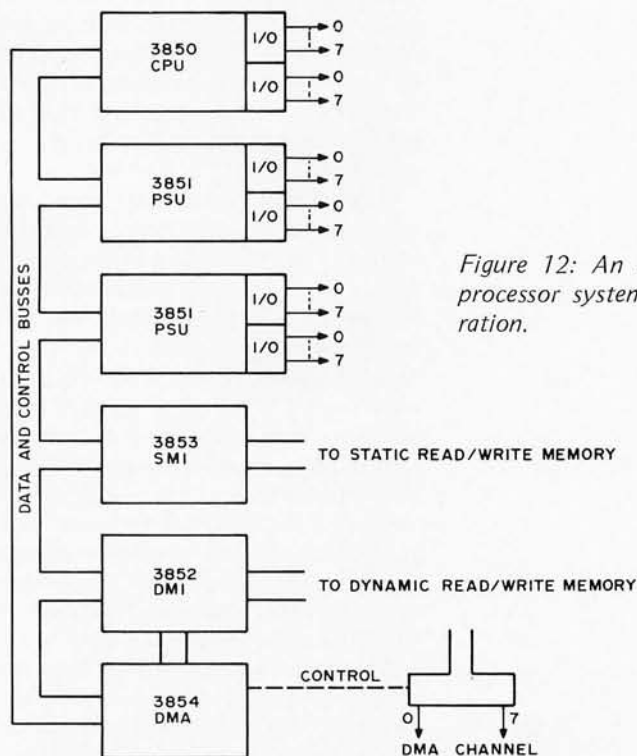 3850
CPU
I/O
I/O
0
7
0
7
3851
PSU
I/O
I/O
0
7
0
7
3851
PSU
I/O
I/O
0
7
0
7
Figure 12: An
processor system
ration.
DATA AND CONTROL BUSSES
3853
SMI
TO STATIC READ/WRITE MEMORY
3852
DMI
TO DYNAMIC READ/WRITE MEMORY
3854
DMA
CONTROL
0
7
DMA CHANNEL